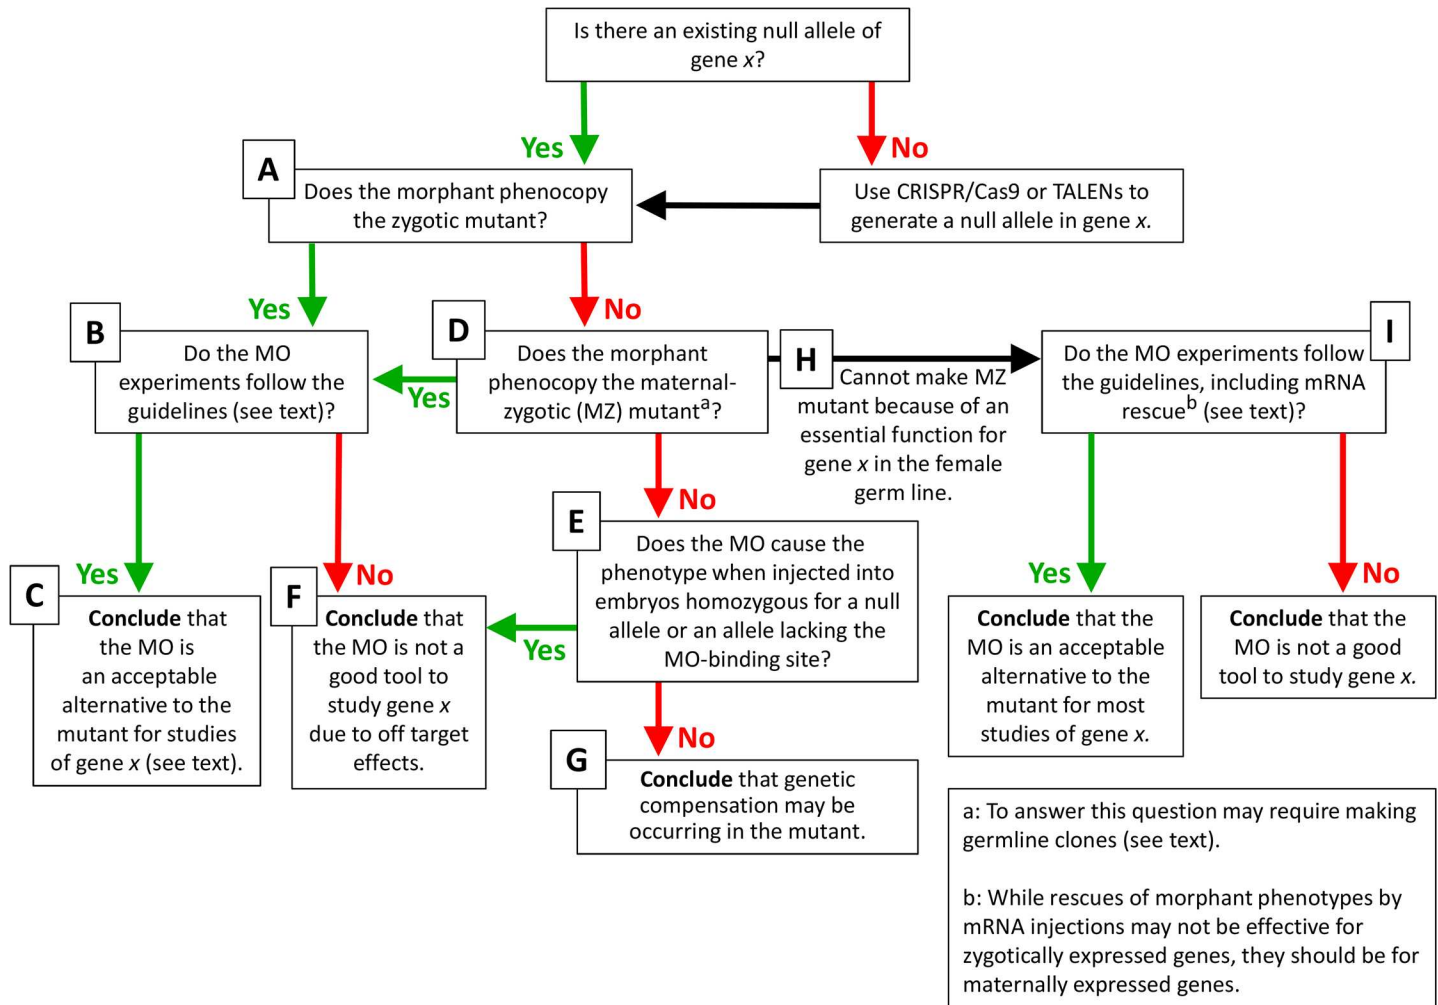 Is there an existing null allele of
gene x?
Yes
No
A
Does the morphant phenocopy
the zygotic mutant?
Use CRISPR/Cas9 or TALENs to
generate a null allele in gene x.
Yes
No
B
Do the MO
experiments follow the
guidelines (see text)?
D
Does the morphant
phenocopy the maternal-
zygotic (MZ) mutantᵃ?
Yes
H
Cannot make MZ
mutant because of an
essential function for
gene x in the female
germ line.
I
Do the MO experiments follow
the guidelines, including mRNA
rescueᵇ (see text)?
No
E
Does the MO cause the
phenotype when injected into
embryos homozygous for a null
allele or an allele lacking the
MO-binding site?
Yes
No
Yes
No
Yes
C
Conclude that
the MO is
an acceptable
alternative to the
mutant for studies
of gene x (see text).
F
Conclude that
the MO is not a
good tool to
study gene x
due to off target
effects.
Conclude that the
MO is an acceptable
alternative to the
mutant for most
studies of gene x.
Conclude that the
MO is not a good
tool to study gene x.
No
G
Conclude that genetic
compensation may be
occurring in the mutant.
a: To answer this question may require making
germline clones (see text).
b: While rescues of morphant phenotypes by
mRNA injections may not be effective for
zygotically expressed genes, they should be for
maternally expressed genes.